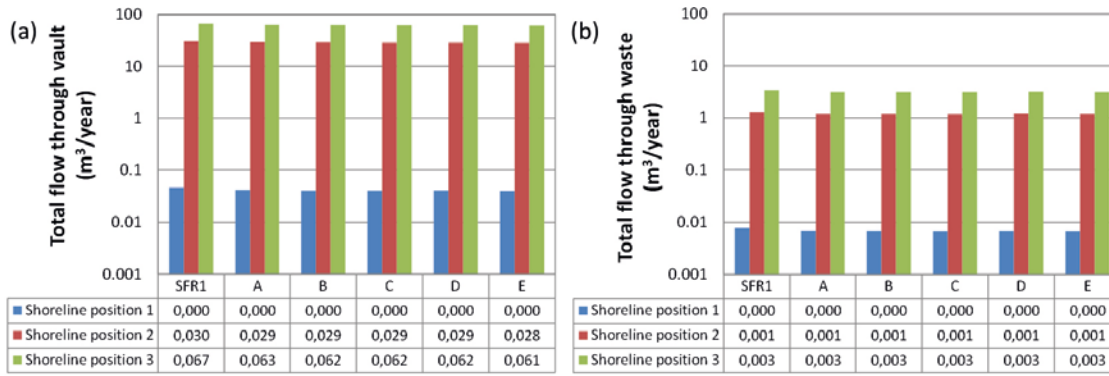 (a)
Total flow through vault
(m³/year)
100
10
1
0.1
0.01
0.001
SFR1 A B C D E
Shoreline position 1 0,000 0,000 0,000 0,000 0,000 0,000
Shoreline position 2 0,030 0,029 0,029 0,029 0,029 0,028
Shoreline position 3 0,067 0,063 0,062 0,062 0,062 0,061
(b)
Total flow through waste
(m³/year)
100
10
1
0.1
0.01
0.001
SFR1 A B C D E
Shoreline position 1 0,000 0,000 0,000 0,000 0,000 0,000
Shoreline position 2 0,001 0,001 0,001 0,001 0,001 0,001
Shoreline position 3 0,003 0,003 0,003 0,003 0,003 0,003